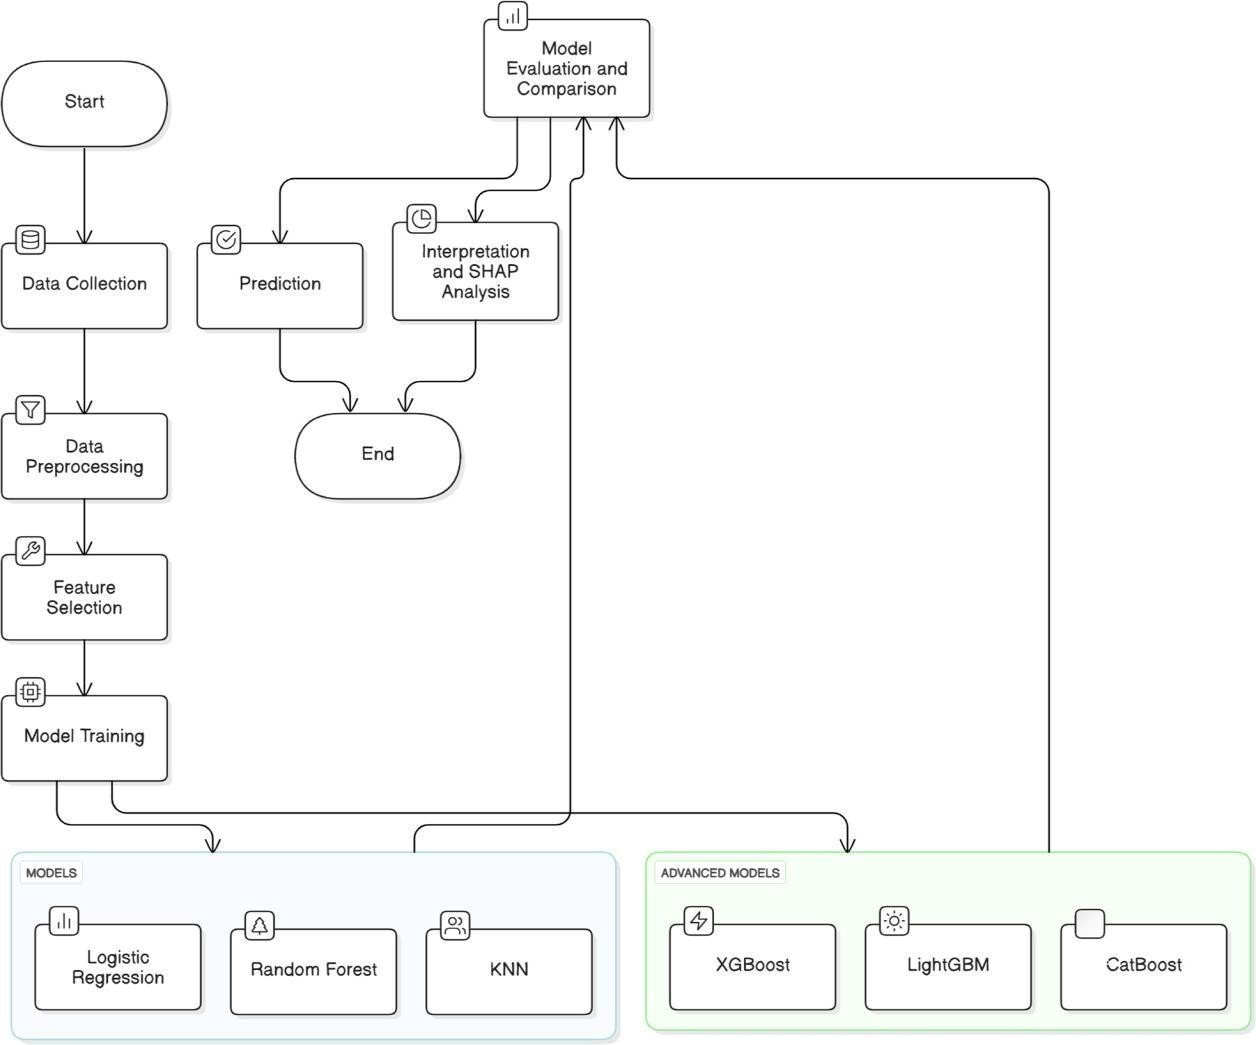 Model
Evaluation and
Comparison
Start
Data Collection
Prediction
Interpretation
and SHAP
Analysis
Data
Preprocessing
End
Feature
Selection
Model Training
MODELS
Logistic
Regression
Random Forest
KNN
ADVANCED MODELS
XGBoost
LightGBM
CatBoost